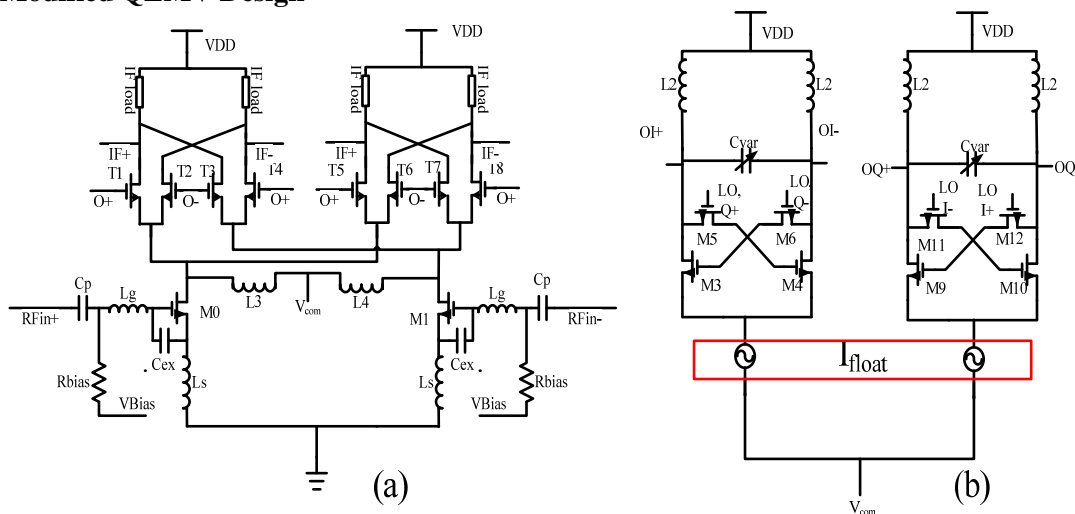 VDD
VDD
IF load
IF load
IF load
IF load
IF+
IF-
IF+
IF-
T1
T2
T3
T4
T5
T6
T7
T8
O+
O-
O+
O+
O-
O+
Cp
Lg
M0
L3
L4
M1
Lg
Cp
RFin+
Vcom
RFin-
Cex
Cex
Rbias
Ls
Ls
Rbias
VBias
VBias
(a)
VDD
VDD
L2
L2
L2
L2
OI+
Cvar
OI-
OQ+
Cvar
OQ
LO,
Q+
LO,
Q-
LO
I-
LO
I+
M5
M6
M11
M12
M3
M4
M9
M10
Ifloat
Vcom
(b)